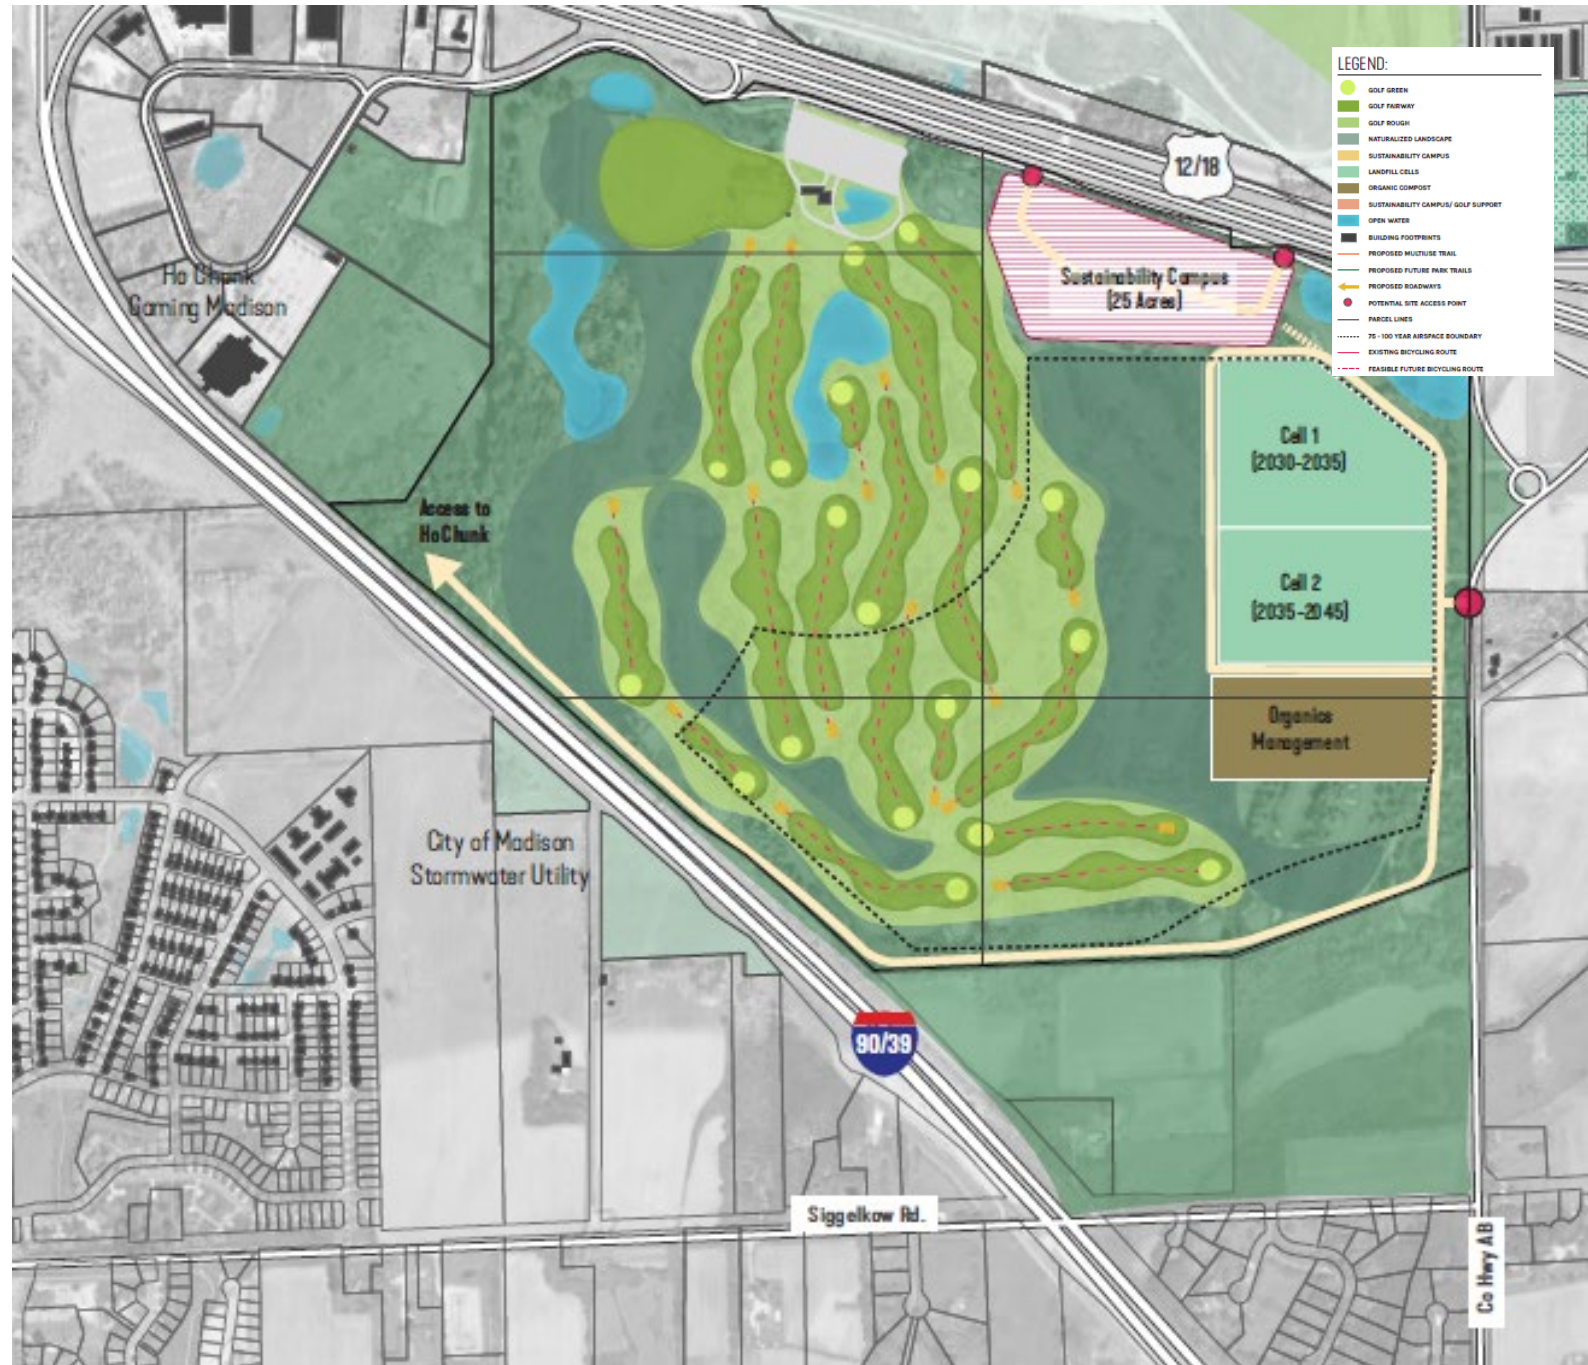 LEGEND:
GOLF GREEN
GOLF FAIRWAY
GOLF ROUGH
NATURALIZED LANDSCAPE
SUSTAINABILITY CAMPUS
LANDFILL CELLS
ORGANIC COMPOST
SUSTAINABILITY CAMPUS/ GOLF SUPPORT
OPEN WATER
BUILDING FOOTPRINTS
PROPOSED MULTIUSE TRAIL
PROPOSED FUTURE PARK TRAILS
PROPOSED ROADWAYS
POTENTIAL SITE ACCESS POINT
PARCEL LINES
75 - 100 YEAR AIRSPACE BOUNDARY
EXISTING BICYCLING ROUTE
FEASIBLE FUTURE BICYCLING ROUTE
12/18
Ho Chunk
Gaming Madison
Sustainability Campus
(25 Acres)
Cell 1
(2030-2035)
Access to
HoChunk
Cell 2
(2035-2045)
Organics
Management
City of Madison
Stormwater Utility
90/39
Siggelkow Rd.
Co Hwy AB